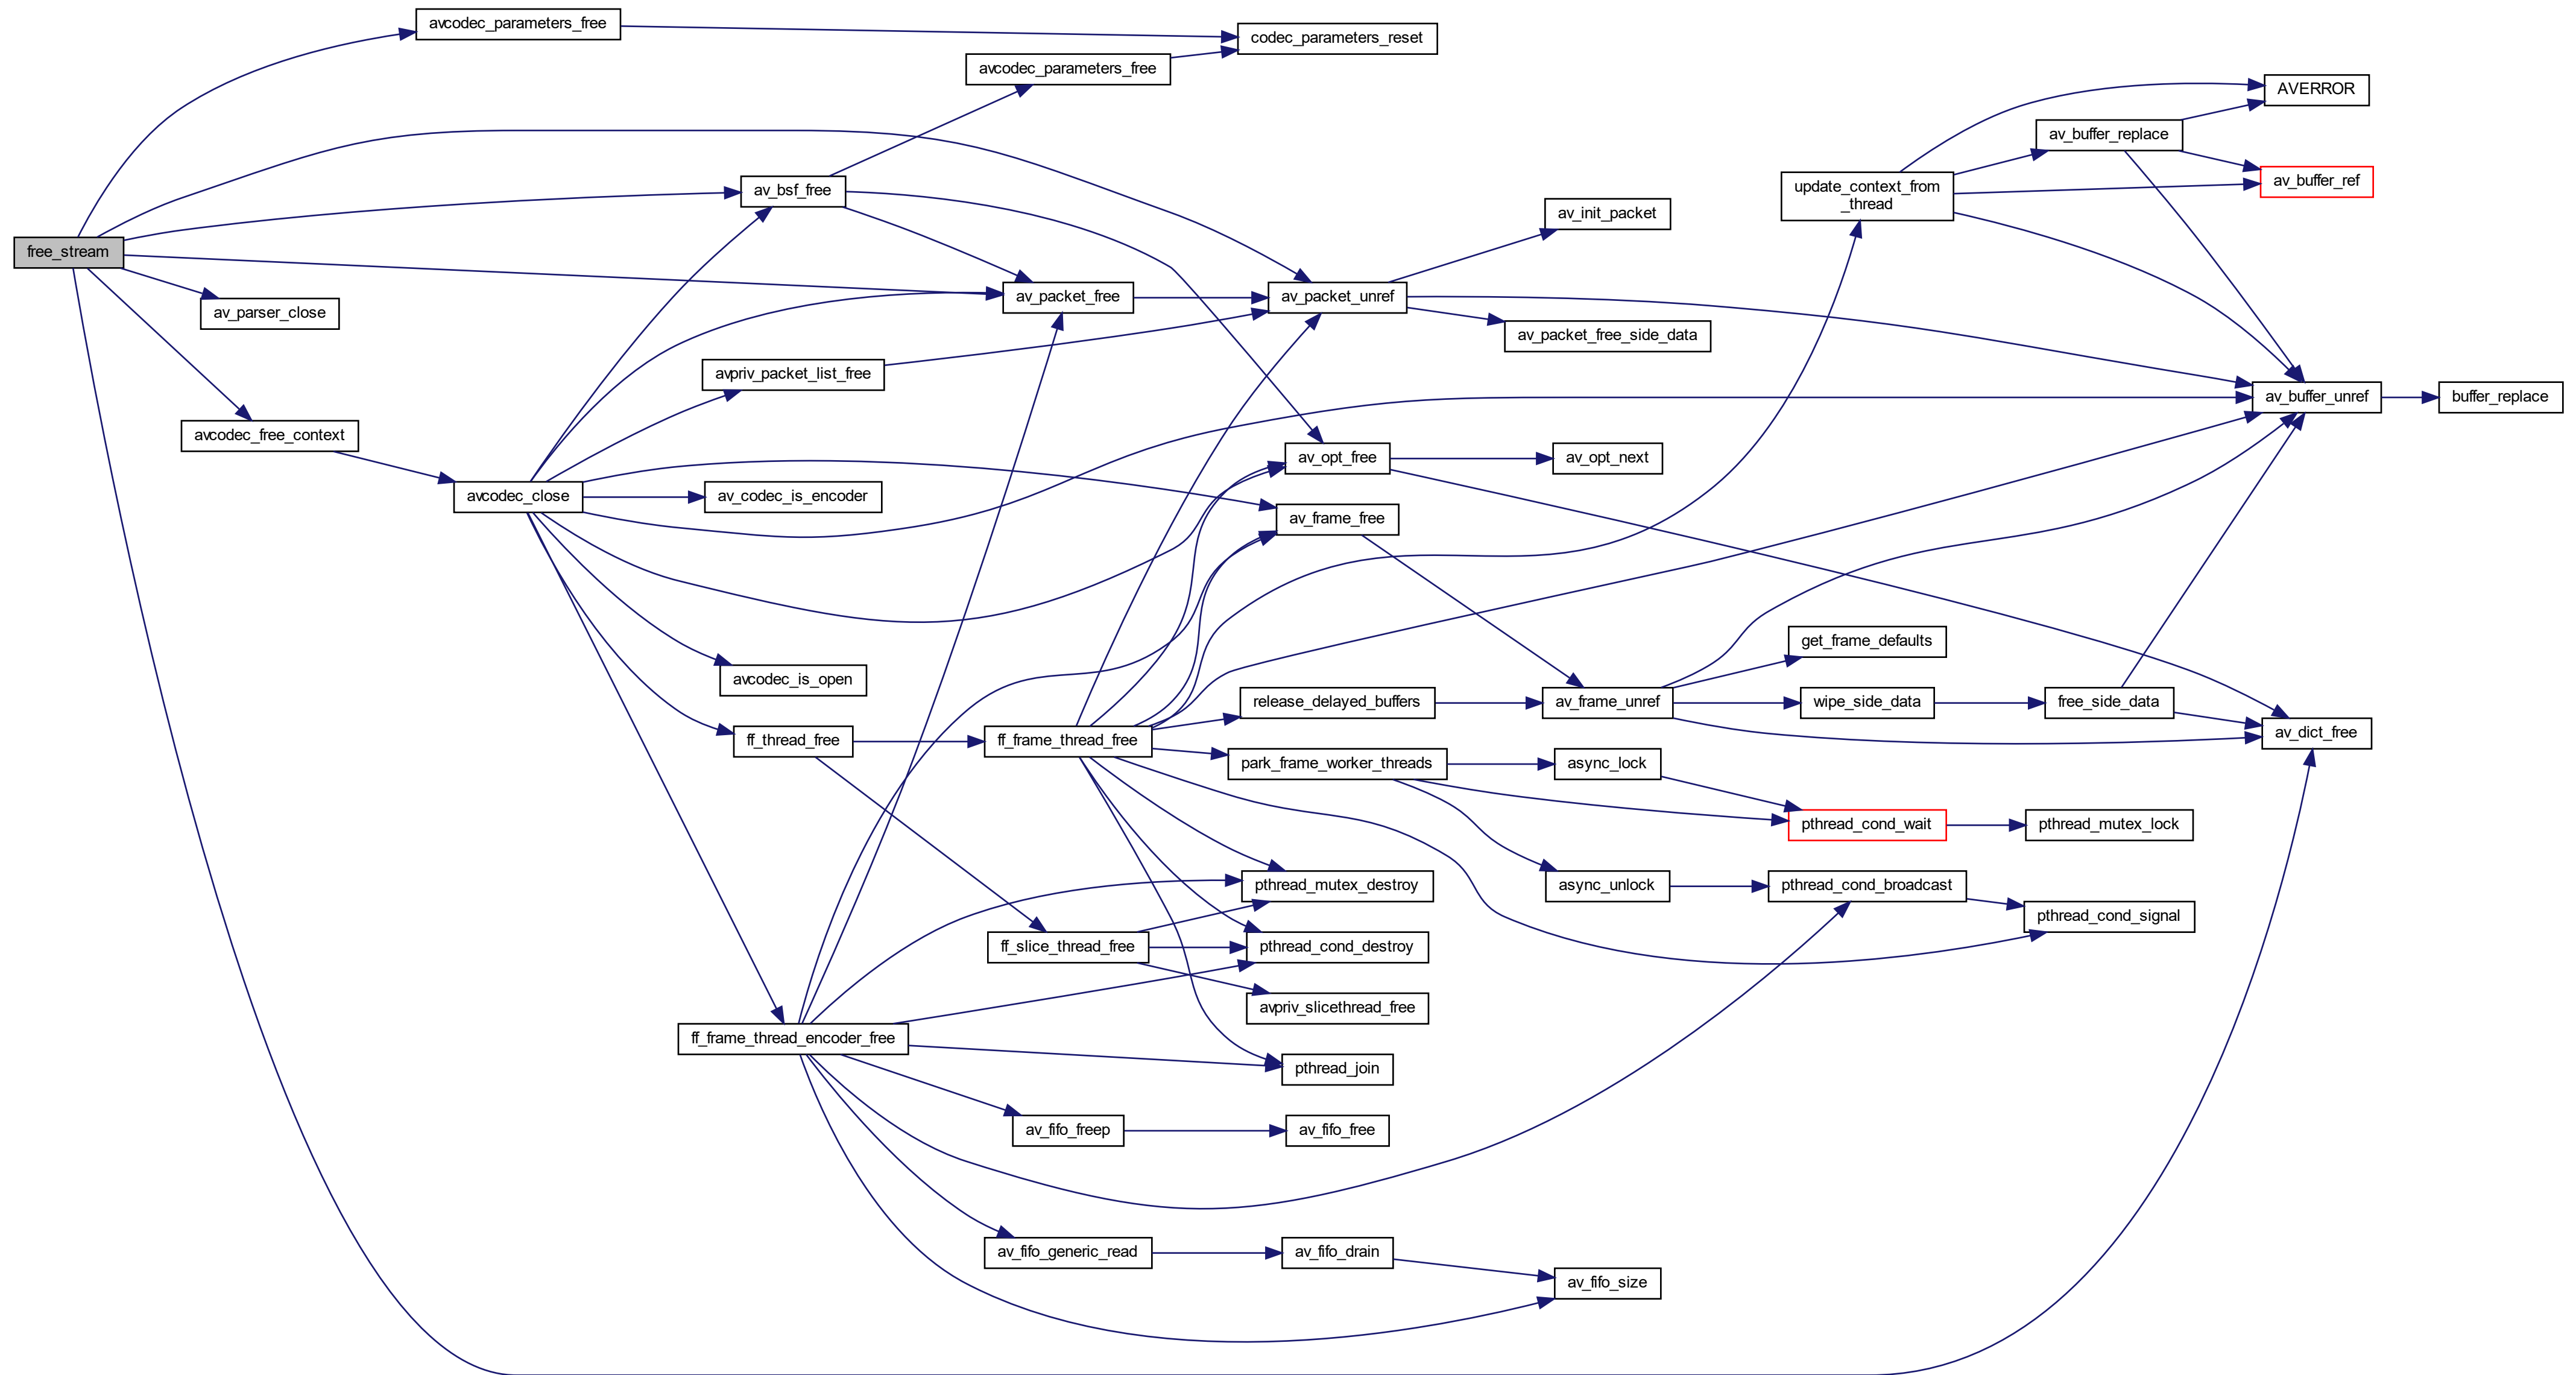 avcodec_parameters_free
codec_parameters_reset
avcodec_parameters_free
AVERROR
av_buffer_replace
av_bsf_free
update_context_from
_thread
av_buffer_ref
av_init_packet
free_stream
av_packet_free
av_packet_unref
av_parser_close
av_packet_free_side_data
avpriv_packet_list_free
av_buffer_unref
buffer_replace
avcodec_free_context
av_opt_free
av_opt_next
avcodec_close
av_codec_is_encoder
av_frame_free
get_frame_defaults
avcodec_is_open
release_delayed_buffers
av_frame_unref
wipe_side_data
free_side_data
ff_thread_free
ff_frame_thread_free
av_dict_free
park_frame_worker_threads
async_lock
pthread_cond_wait
pthread_mutex_lock
pthread_mutex_destroy
async_unlock
pthread_cond_broadcast
pthread_cond_signal
ff_slice_thread_free
pthread_cond_destroy
avpriv_slicethread_free
ff_frame_thread_encoder_free
pthread_join
av_fifo_freep
av_fifo_free
av_fifo_generic_read
av_fifo_drain
av_fifo_size